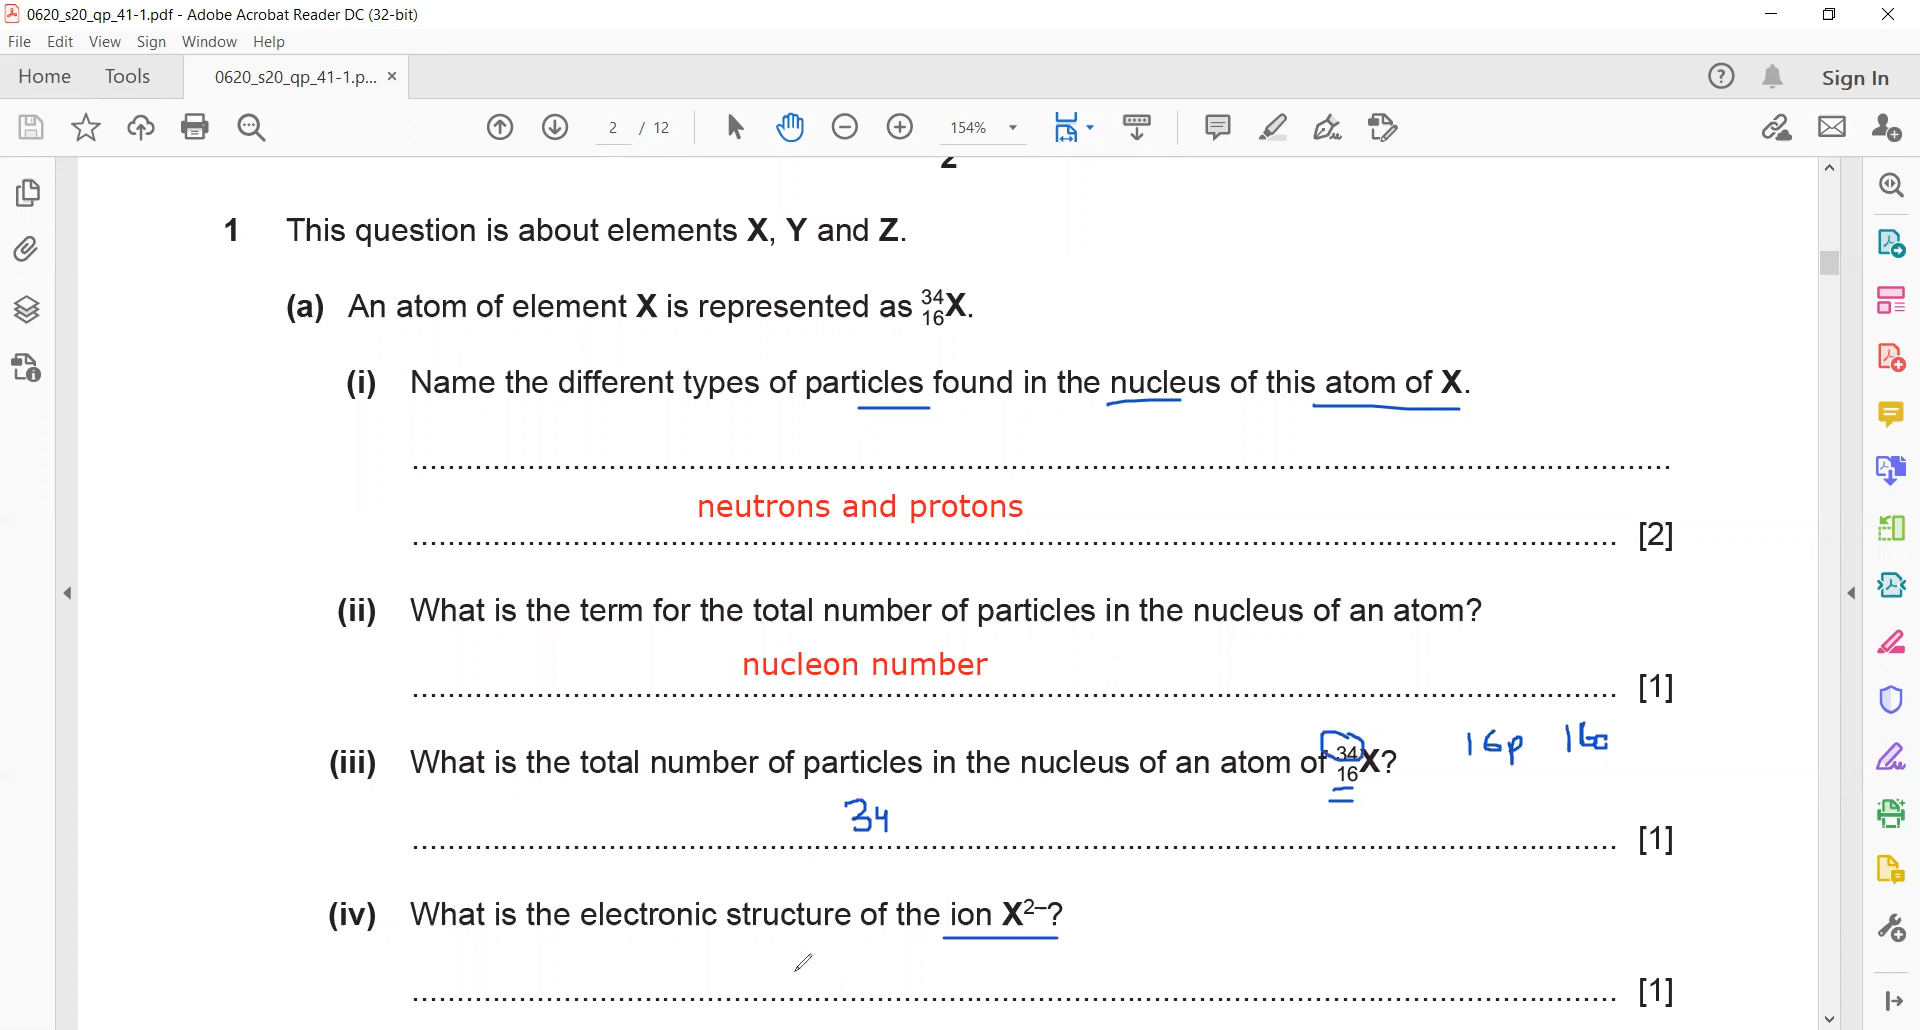 0620_s20_qp_41-1.pdf - Adobe Acrobat Reader DC (32-bit)
File Edit View Sign Window Help
Home Tools 0620_s20_qp_41-1.p... × Sign In
2 / 12 154%
2
1 This question is about elements X, Y and Z.
(a) An atom of element X is represented as ³⁴₁₆X.
(i) Name the different types of particles found in the nucleus of this atom of X.
neutrons and protons
[2]
(ii) What is the term for the total number of particles in the nucleus of an atom?
nucleon number
[1]
16p 16e
(iii) What is the total number of particles in the nucleus of an atom of ³⁴₁₆X?
34
[1]
(iv) What is the electronic structure of the ion X²⁻?
[1]